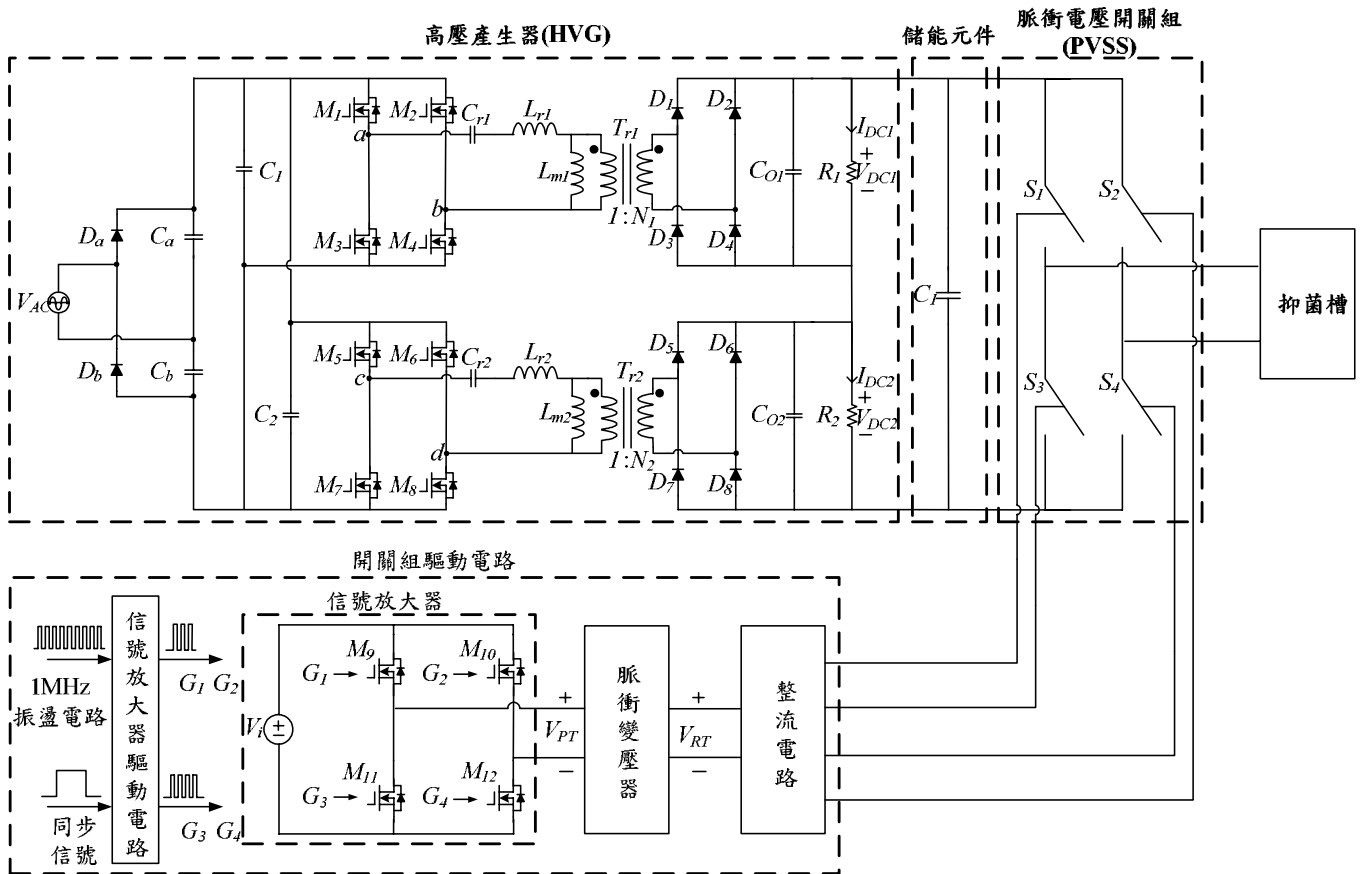 高壓產生器(HVG)
儲能元件
脈衝電壓開關組
(PVSS)
M1
M2
Cr1
Lr1
a
Lm1
Tr1
1:N1
b
M3
M4
D1
D2
D3
D4
CO1
R1
IDC1
+
VDC1
−
C1
Da
Ca
VAC
Db
Cb
C2
M5
M6
Cr2
Lr2
c
Lm2
Tr2
1:N2
d
M7
M8
D5
D6
D7
D8
CO2
R2
IDC2
+
VDC2
−
C1
S1
S2
S3
S4
抑菌槽
開關組驅動電路
信號放大器
1MHz
振盪電路
同步
信號
信號放大器驅動電路
G1 G2
G3 G4
Vi
±
G1
M9
G2
M10
G3
M11
G4
M12
+
VPT
−
脈衝變壓器
+
VRT
−
整流電路